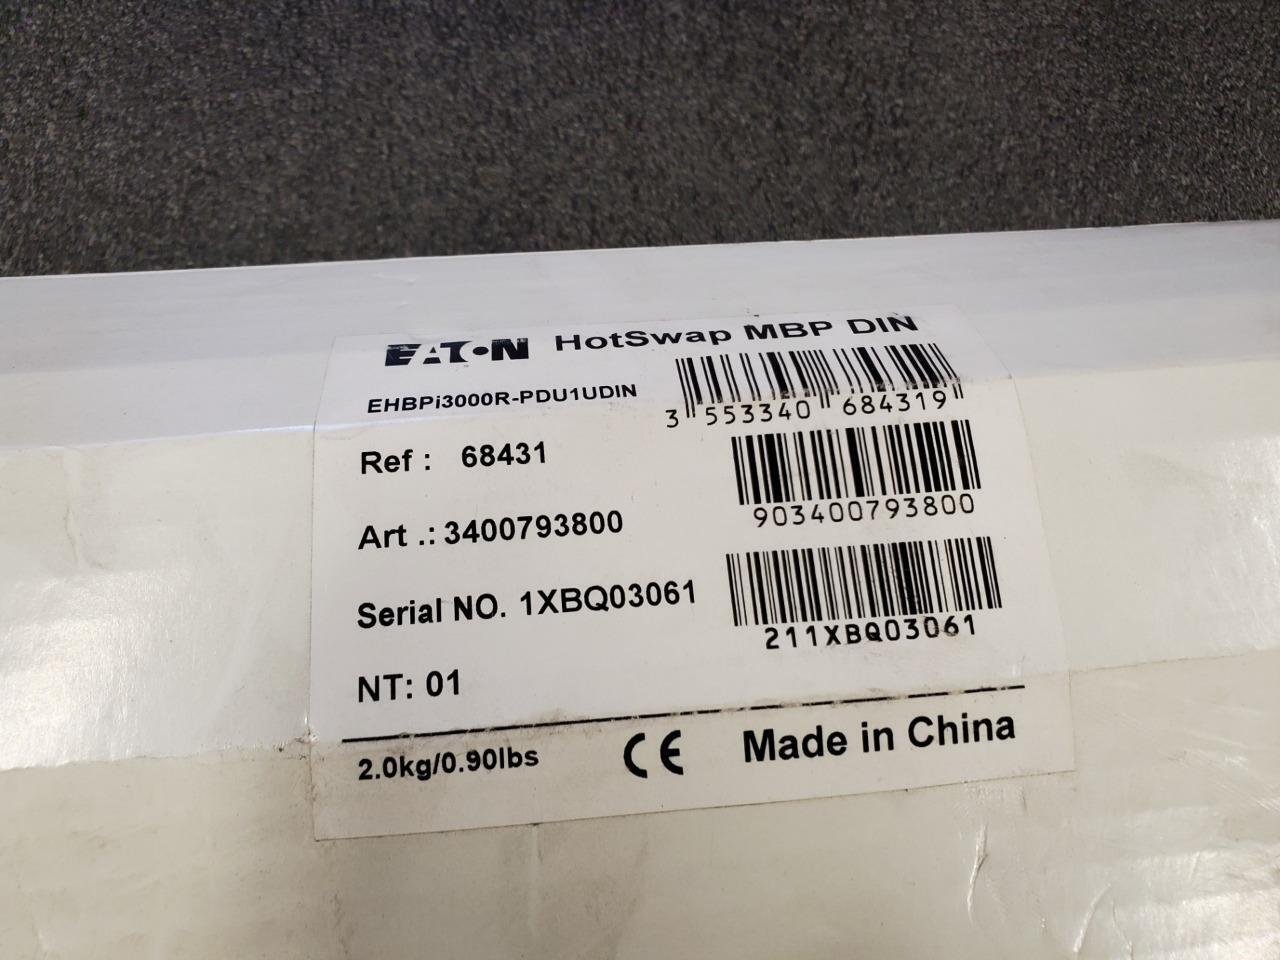 EATON HotSwap MBP DIN
EHBPi3000R-PDU1UDIN
3 553340 684319
Ref : 68431
903400793800
Art .: 3400793800
Serial NO. 1XBQ03061
211XBQ03061
NT: 01
2.0kg/0.90lbs CE Made in China